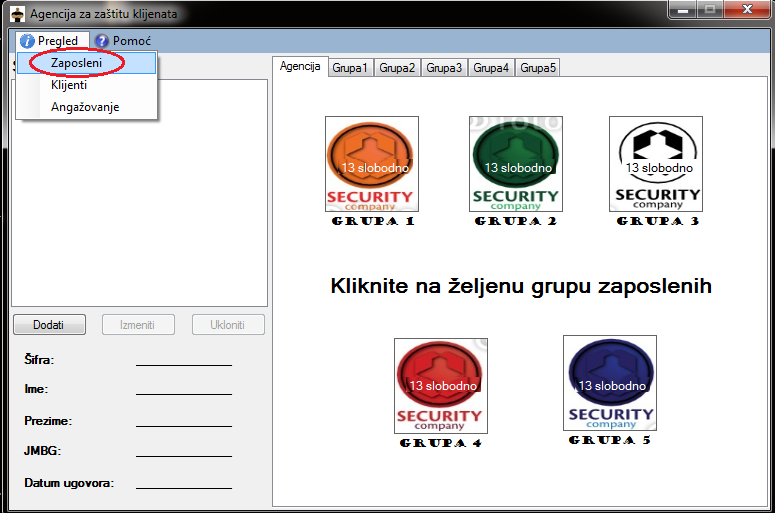 Agencija za zaštitu klijenata
Pregled Pomoć
Zaposleni
Klijenti
Angažovanje
Agencija Grupa1 Grupa2 Grupa3 Grupa4 Grupa5
13 slobodno
SECURITY
company
GRUPA 1
13 slobodno
SECURITY
company
GRUPA 2
13 slobodno
SECURITY
company
GRUPA 3
Kliknite na željenu grupu zaposlenih
Dodati Izmeniti Ukloniti
13 slobodno
SECURITY
company
GRUPA 4
13 slobodno
SECURITY
company
GRUPA 5
Šifra:
Ime:
Prezime:
JMBG:
Datum ugovora: